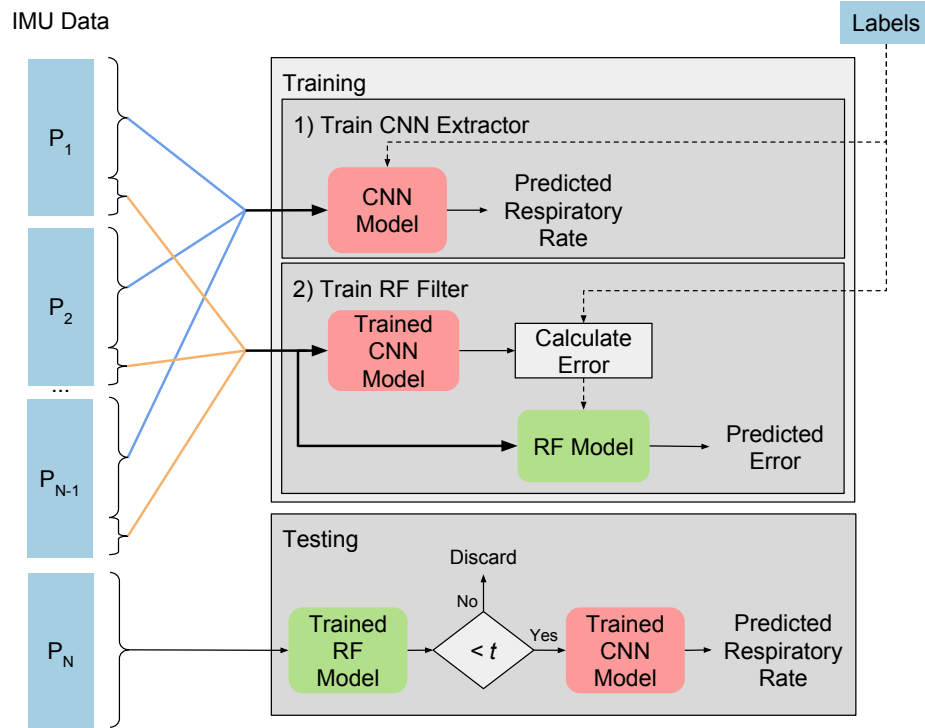 IMU Data
Labels
P1
P2
...
PN-1
PN
Training
1) Train CNN Extractor
CNN
Model
Predicted
Respiratory
Rate
2) Train RF Filter
Trained
CNN
Model
Calculate
Error
RF Model
Predicted
Error
Testing
Discard
No
Trained
RF
Model
< t
Yes
Trained
CNN
Model
Predicted
Respiratory
Rate